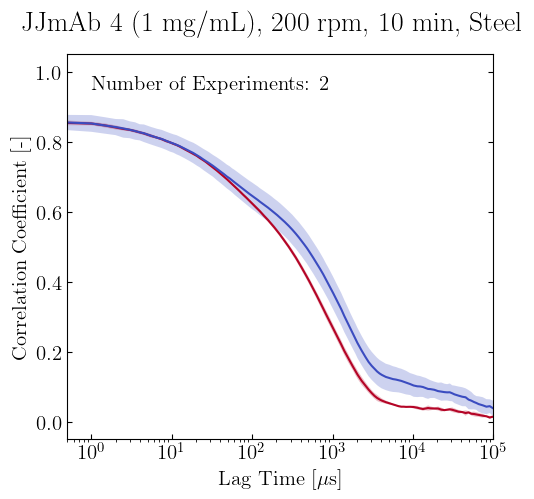 JJmAb 4 (1 mg/mL), 200 rpm, 10 min, Steel
Number of Experiments: 2
Correlation Coefficient [-]
1.0
0.8
0.6
0.4
0.2
0.0
10⁰ 10¹ 10² 10³ 10⁴ 10⁵
Lag Time [μs]